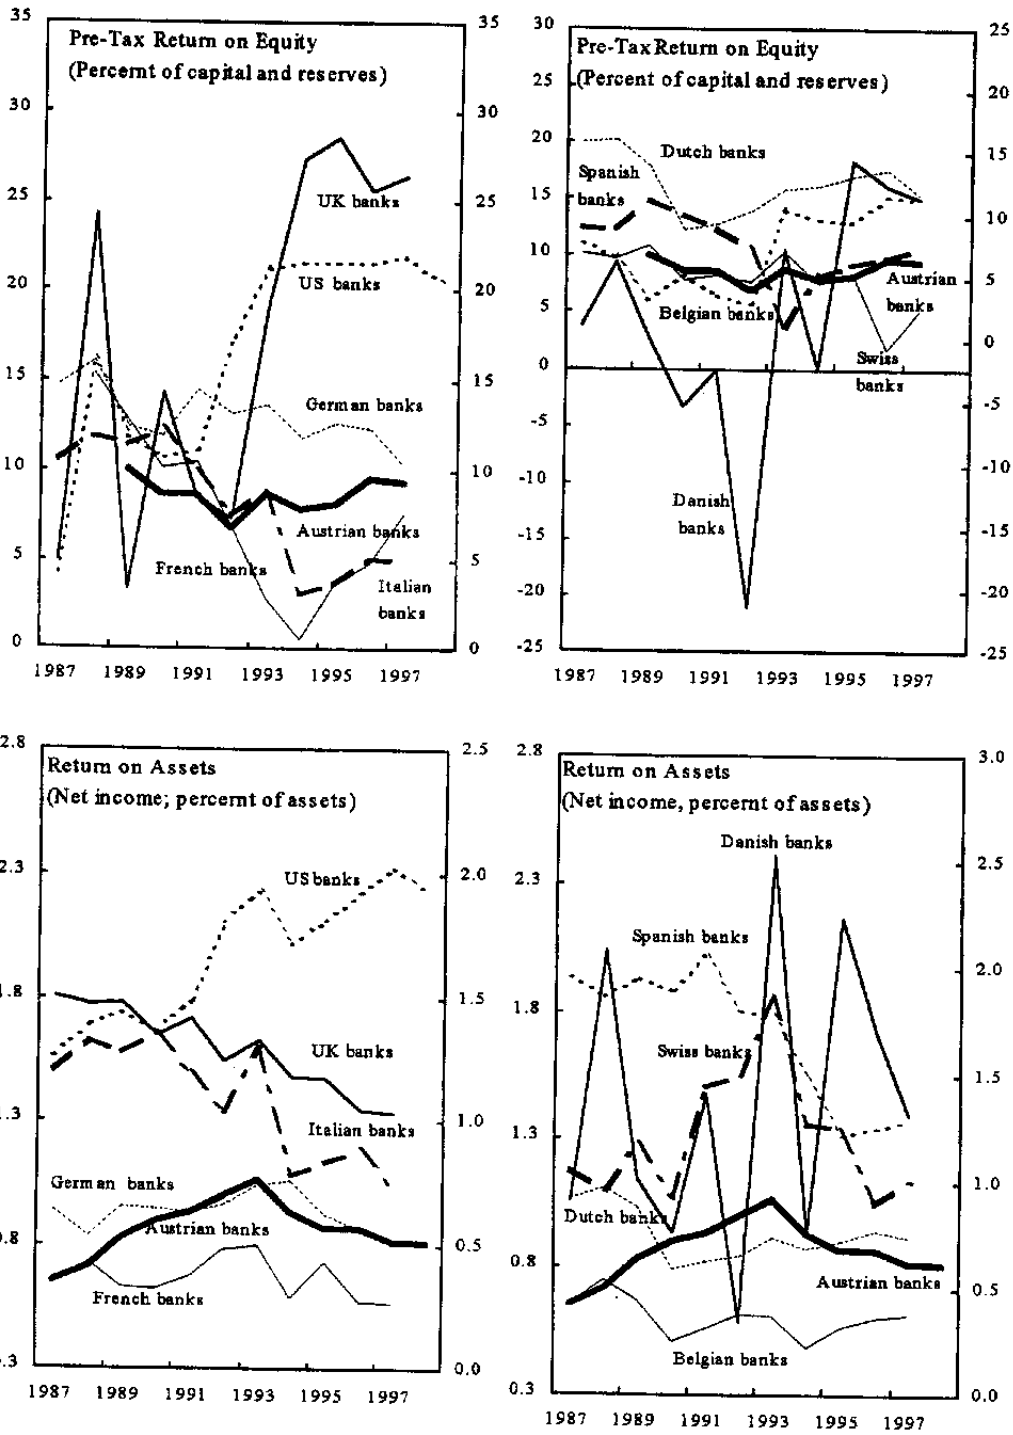 Pre-Tax Return on Equity
(Percernt of capital and reserves)
35
30
25
20
15
10
5
0
35
30
25
20
15
10
5
0
UK banks
US banks
German banks
Austrian banks
French banks
Italian
banks
1987 1989 1991 1993 1995 1997
Pre-Tax Return on Equity
(Percent of capital and reserves)
30
25
20
15
10
5
0
-5
-10
-15
-20
-25
25
20
15
10
5
0
-5
-10
-15
-20
-25
Dutch banks
Spanish
banks
Belgian banks
Austrian
banks
Swiss
banks
Danish
banks
1987 1989 1991 1993 1995 1997
Return on Assets
(Net income; percernt of assets)
2.8
2.3
1.8
1.3
0.8
0.3
2.5
2.0
1.5
1.0
0.5
0.0
US banks
UK banks
Italian banks
German banks
Austrian banks
French banks
1987 1989 1991 1993 1995 1997
Return on Assets
(Net income, percernt of assets)
2.8
2.3
1.8
1.3
0.8
0.3
3.0
2.5
2.0
1.5
1.0
0.5
0.0
Danish banks
Spanish banks
Swiss banks
Dutch banks
Austrian banks
Belgian banks
1987 1989 1991 1993 1995 1997